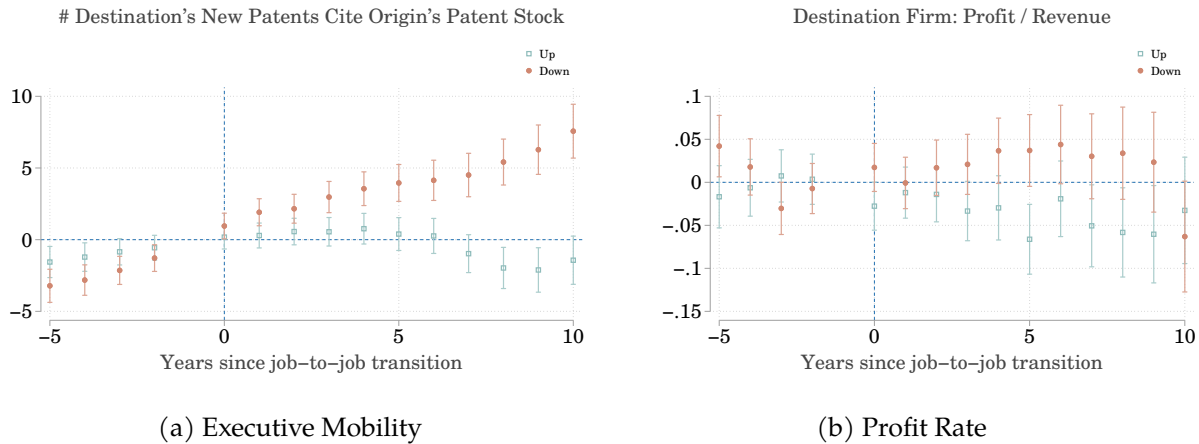 # Destination's New Patents Cite Origin's Patent Stock
Up
Down
10
5
0
−5
−5
0
5
10
Years since job−to−job transition
(a) Executive Mobility
Destination Firm: Profit / Revenue
Up
Down
.1
.05
0
−.05
−.1
−.15
−5
0
5
10
Years since job−to−job transition
(b) Profit Rate